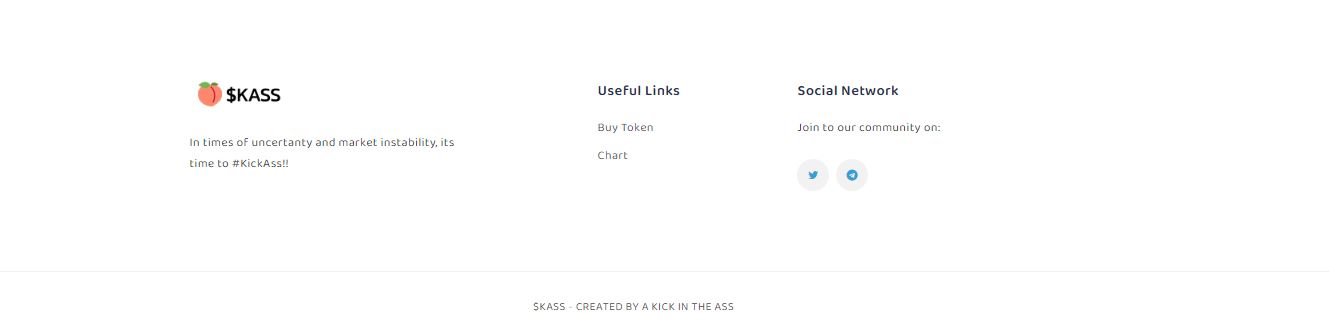 $KASS
In times of uncertanty and market instability, its
time to #KickAss!!
Useful Links
Buy Token
Chart
Social Network
Join to our community on:
$KASS - CREATED BY A KICK IN THE ASS